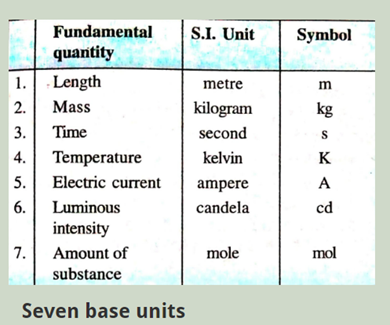 Fundamental quantity S.I. Unit Symbol
1. Length metre m
2. Mass kilogram kg
3. Time second s
4. Temperature kelvin K
5. Electric current ampere A
6. Luminous intensity candela cd
7. Amount of substance mole mol
Seven base units